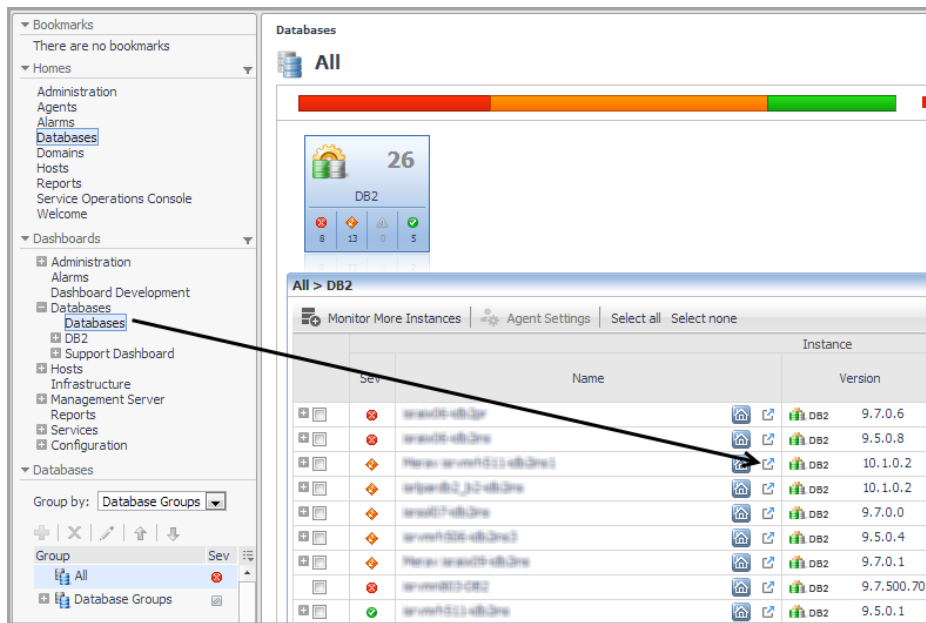 Bookmarks
There are no bookmarks
Homes
Administration
Agents
Alarms
Databases
Domains
Hosts
Reports
Service Operations Console
Welcome
Dashboards
Administration
Alarms
Dashboard Development
Databases
Databases
DB2
Support Dashboard
Hosts
Infrastructure
Management Server
Reports
Services
Configuration
Databases
Group by: Database Groups
Group Sev
All
Database Groups
Databases
All
26
DB2
8 13 0 5
All > DB2
Monitor More Instances Agent Settings Select all Select none
Instance
Sev Name Version
DB2 9.7.0.6
DB2 9.5.0.8
DB2 10.1.0.2
DB2 10.1.0.2
DB2 9.7.0.0
DB2 9.5.0.4
DB2 9.7.0.1
DB2 9.7.500.70
DB2 9.5.0.1